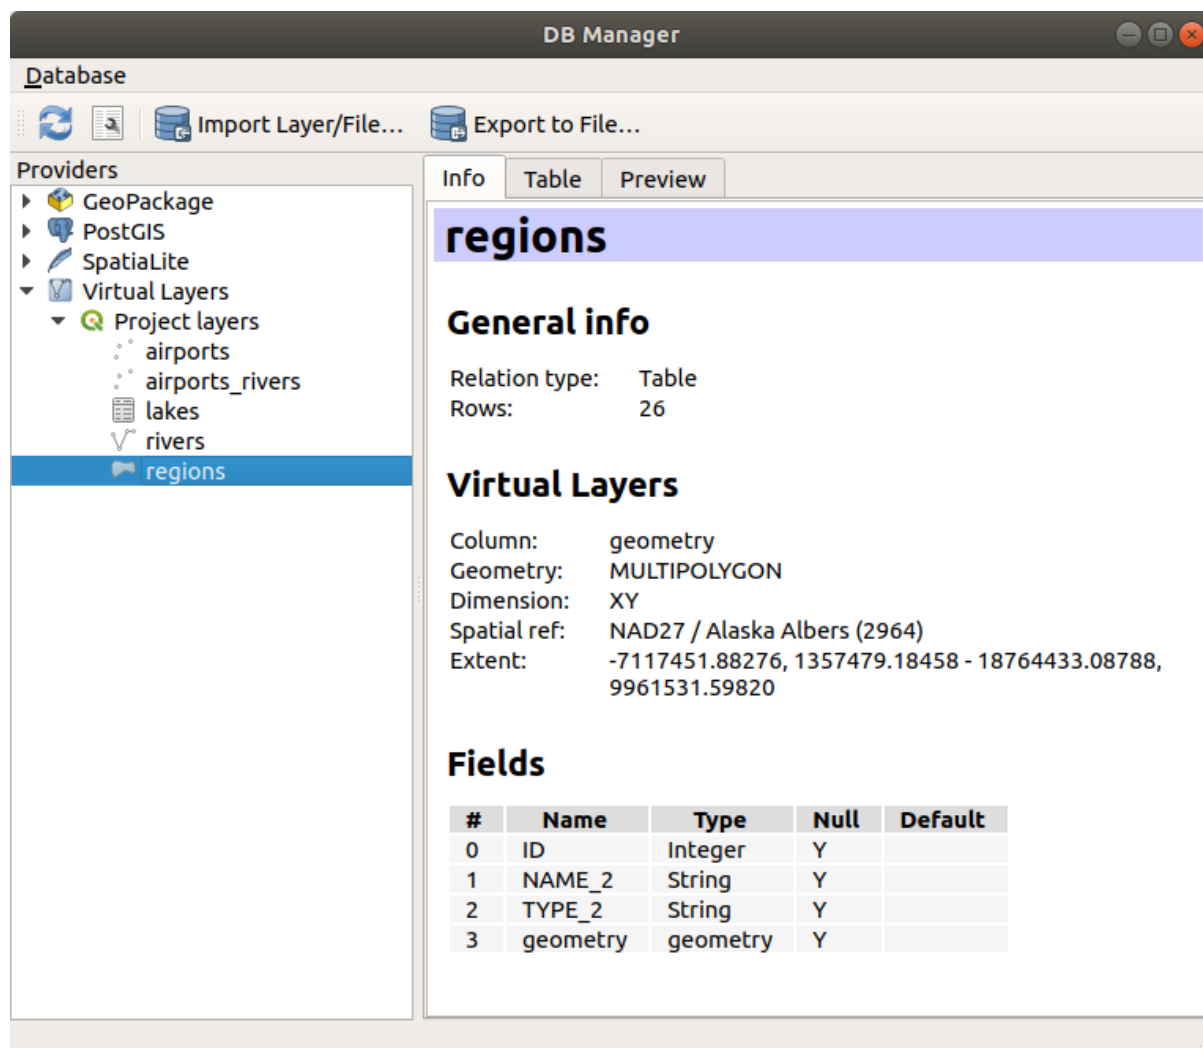 DB Manager
Database
Import Layer/File... Export to File...
Providers
GeoPackage
PostGIS
SpatiaLite
Virtual Layers
Project layers
airports
airports_rivers
lakes
rivers
regions
Info Table Preview
regions
General info
Relation type: Table
Rows: 26
Virtual Layers
Column: geometry
Geometry: MULTIPOLYGON
Dimension: XY
Spatial ref: NAD27 / Alaska Albers (2964)
Extent: -7117451.88276, 1357479.18458 - 18764433.08788,
9961531.59820
Fields
# Name Type Null Default
0 ID Integer Y
1 NAME_2 String Y
2 TYPE_2 String Y
3 geometry geometry Y